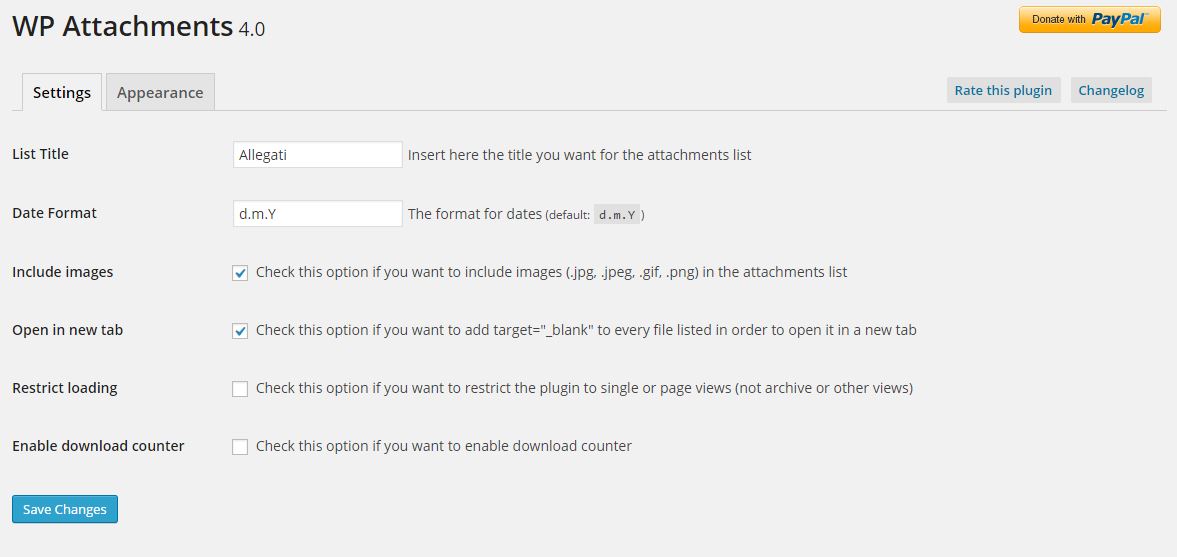 WP Attachments 4.0
Donate with PayPal
Settings
Appearance
Rate this plugin
Changelog
List Title
Allegati
Insert here the title you want for the attachments list
Date Format
d.m.Y
The format for dates (default: d.m.Y )
Include images
Check this option if you want to include images (.jpg, .jpeg, .gif, .png) in the attachments list
Open in new tab
Check this option if you want to add target="_blank" to every file listed in order to open it in a new tab
Restrict loading
Check this option if you want to restrict the plugin to single or page views (not archive or other views)
Enable download counter
Check this option if you want to enable download counter
Save Changes